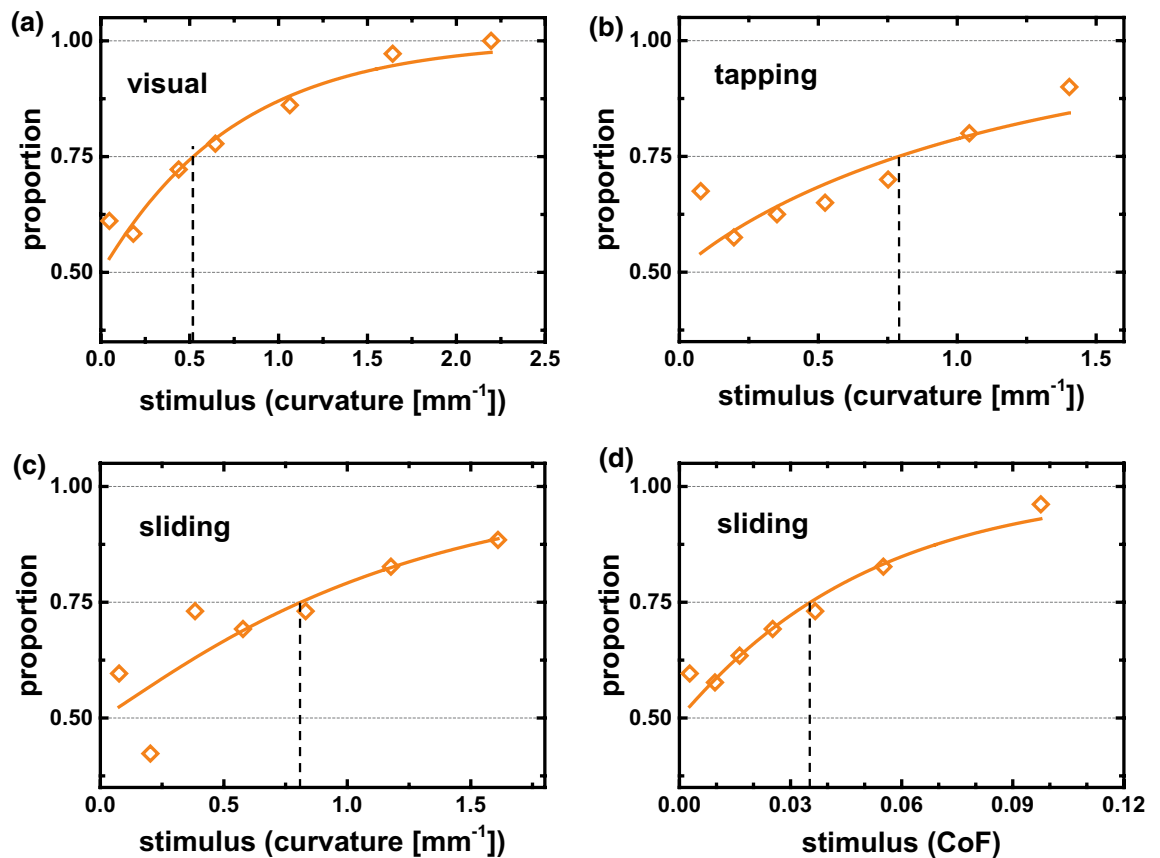 (a)
1.00
0.75
0.50
proportion
visual
0.0 0.5 1.0 1.5 2.0 2.5
stimulus (curvature [mm⁻¹])
(b)
1.00
0.75
0.50
proportion
tapping
0.0 0.5 1.0 1.5
stimulus (curvature [mm⁻¹])
(c)
1.00
0.75
0.50
proportion
sliding
0.0 0.5 1.0 1.5
stimulus (curvature [mm⁻¹])
(d)
1.00
0.75
0.50
proportion
sliding
0.00 0.03 0.06 0.09 0.12
stimulus (CoF)